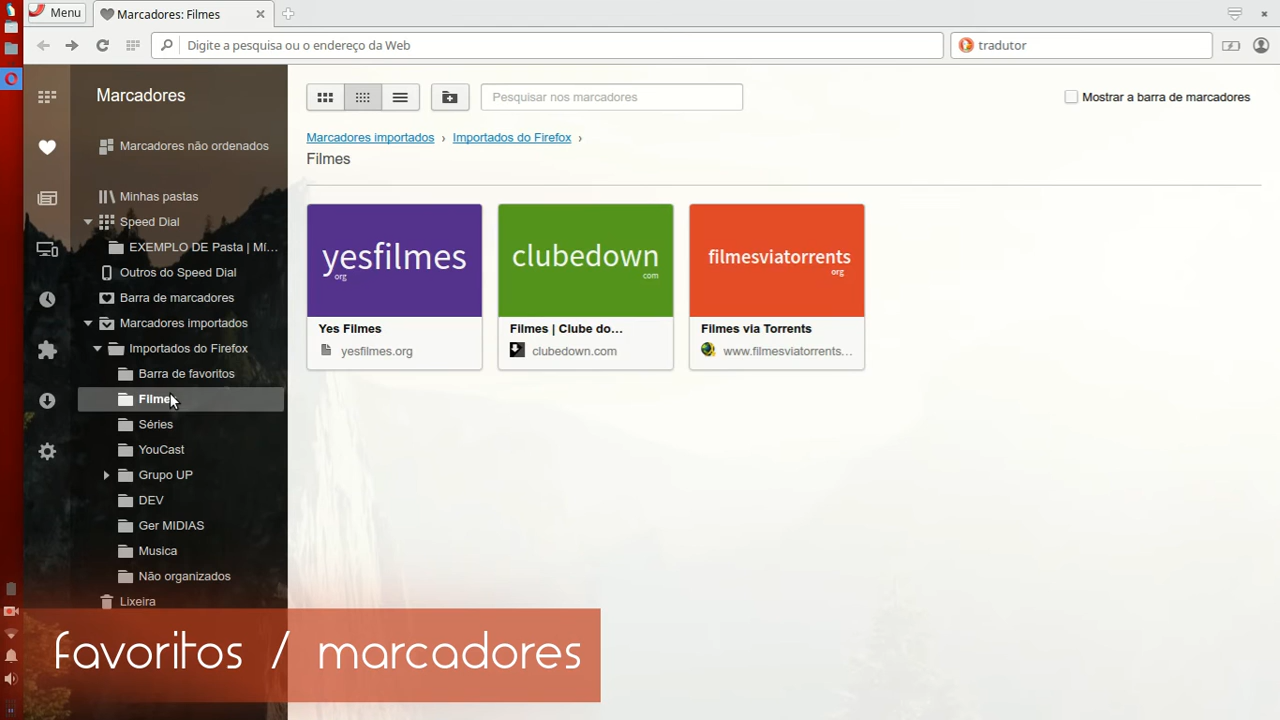 Menu
Marcadores: Filmes
Digite a pesquisa ou o endereço da Web
tradutor
Marcadores
Marcadores não ordenados
Minhas pastas
Speed Dial
EXEMPLO DE Pasta | Mí...
Outros do Speed Dial
Barra de marcadores
Marcadores importados
Importados do Firefox
Barra de favoritos
Filmes
Séries
YouCast
Grupo UP
DEV
Ger MIDIAS
Musica
Não organizados
Lixeira
Pesquisar nos marcadores
Mostrar a barra de marcadores
Marcadores importados › Importados do Firefox ›
Filmes
yesfilmes
org
Yes Filmes
yesfilmes.org
clubedown
com
Filmes | Clube do...
clubedown.com
filmesviatorrents
org
Filmes via Torrents
www.filmesviatorrents...
favoritos / marcadores